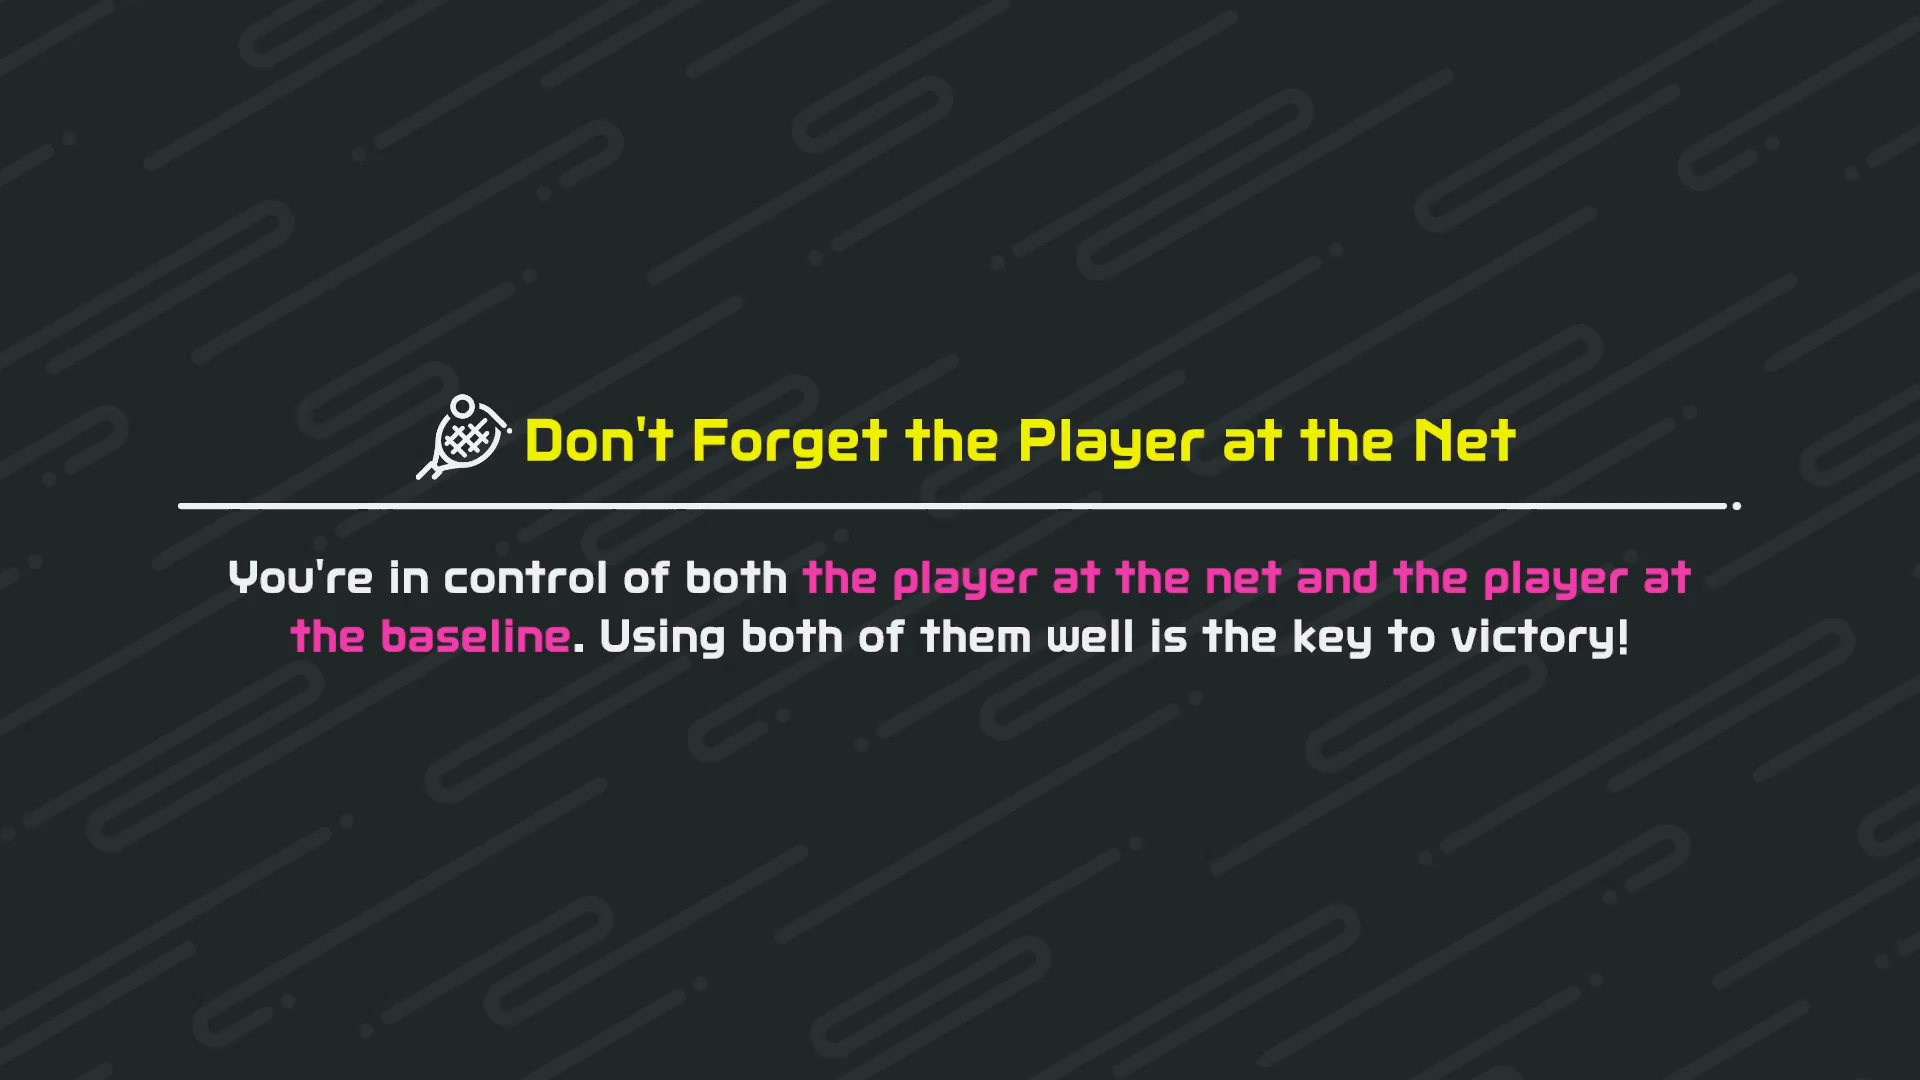 Don't Forget the Player at the Net
You're in control of both the player at the net and the player at
the baseline. Using both of them well is the key to victory!